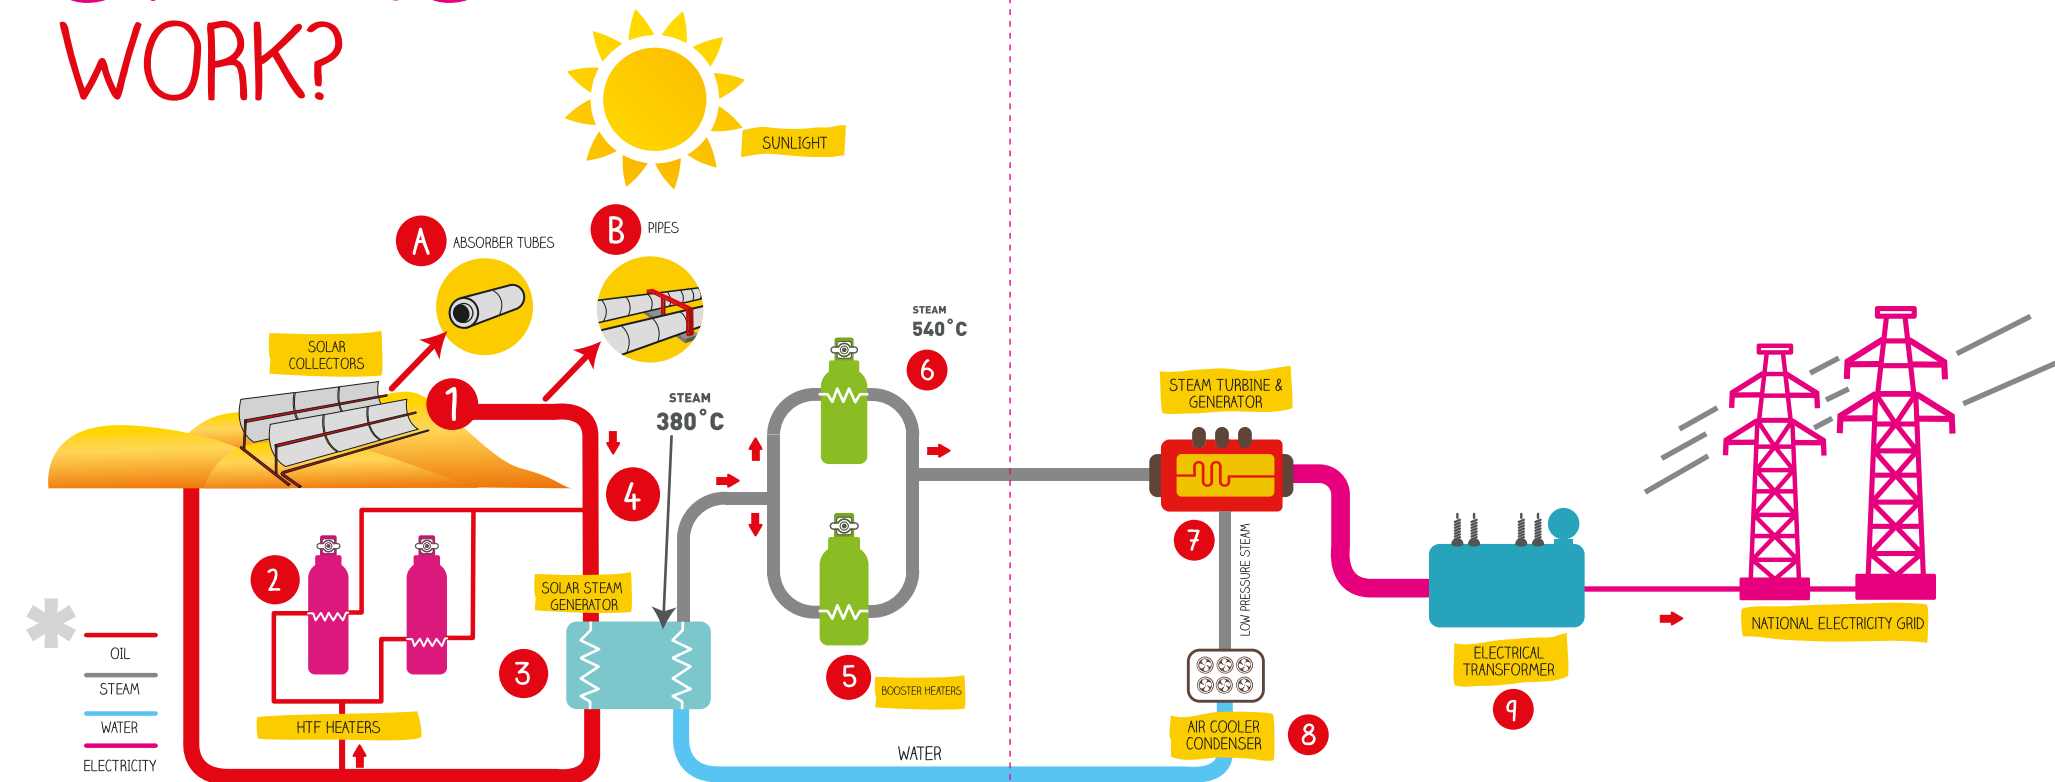 WORK?
SUNLIGHT
A
ABSORBER TUBES
B
PIPES
SOLAR
COLLECTORS
1
STEAM
380°C
STEAM
540°C
6
4
2
SOLAR STEAM
GENERATOR
3
5
BOOSTER HEATERS
HTF HEATERS
STEAM TURBINE &
GENERATOR
7
LOW PRESSURE STEAM
AIR COOLER
CONDENSER
8
WATER
ELECTRICAL
TRANSFORMER
9
NATIONAL ELECTRICITY GRID
*
OIL
STEAM
WATER
ELECTRICITY